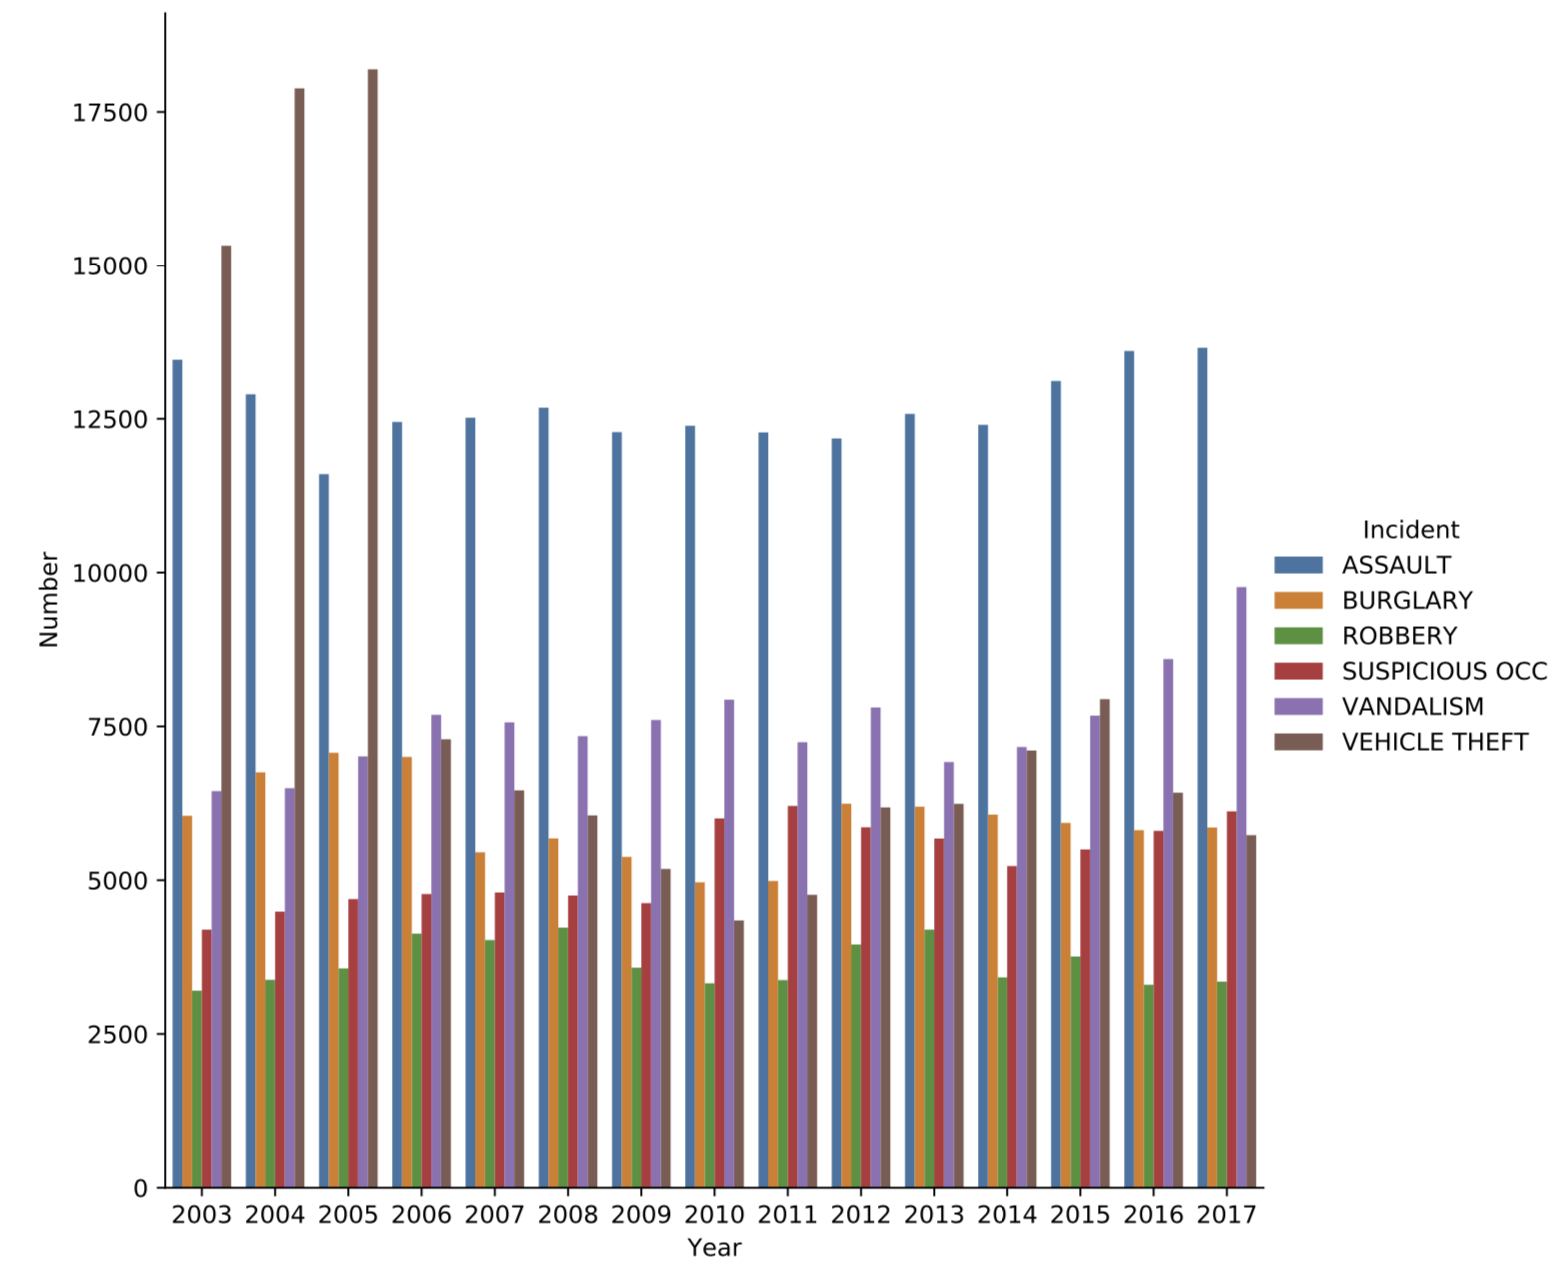 17500
15000
12500
10000
7500
5000
2500
0
Number
2003 2004 2005 2006 2007 2008 2009 2010 2011 2012 2013 2014 2015 2016 2017
Year
Incident
ASSAULT
BURGLARY
ROBBERY
SUSPICIOUS OCC
VANDALISM
VEHICLE THEFT